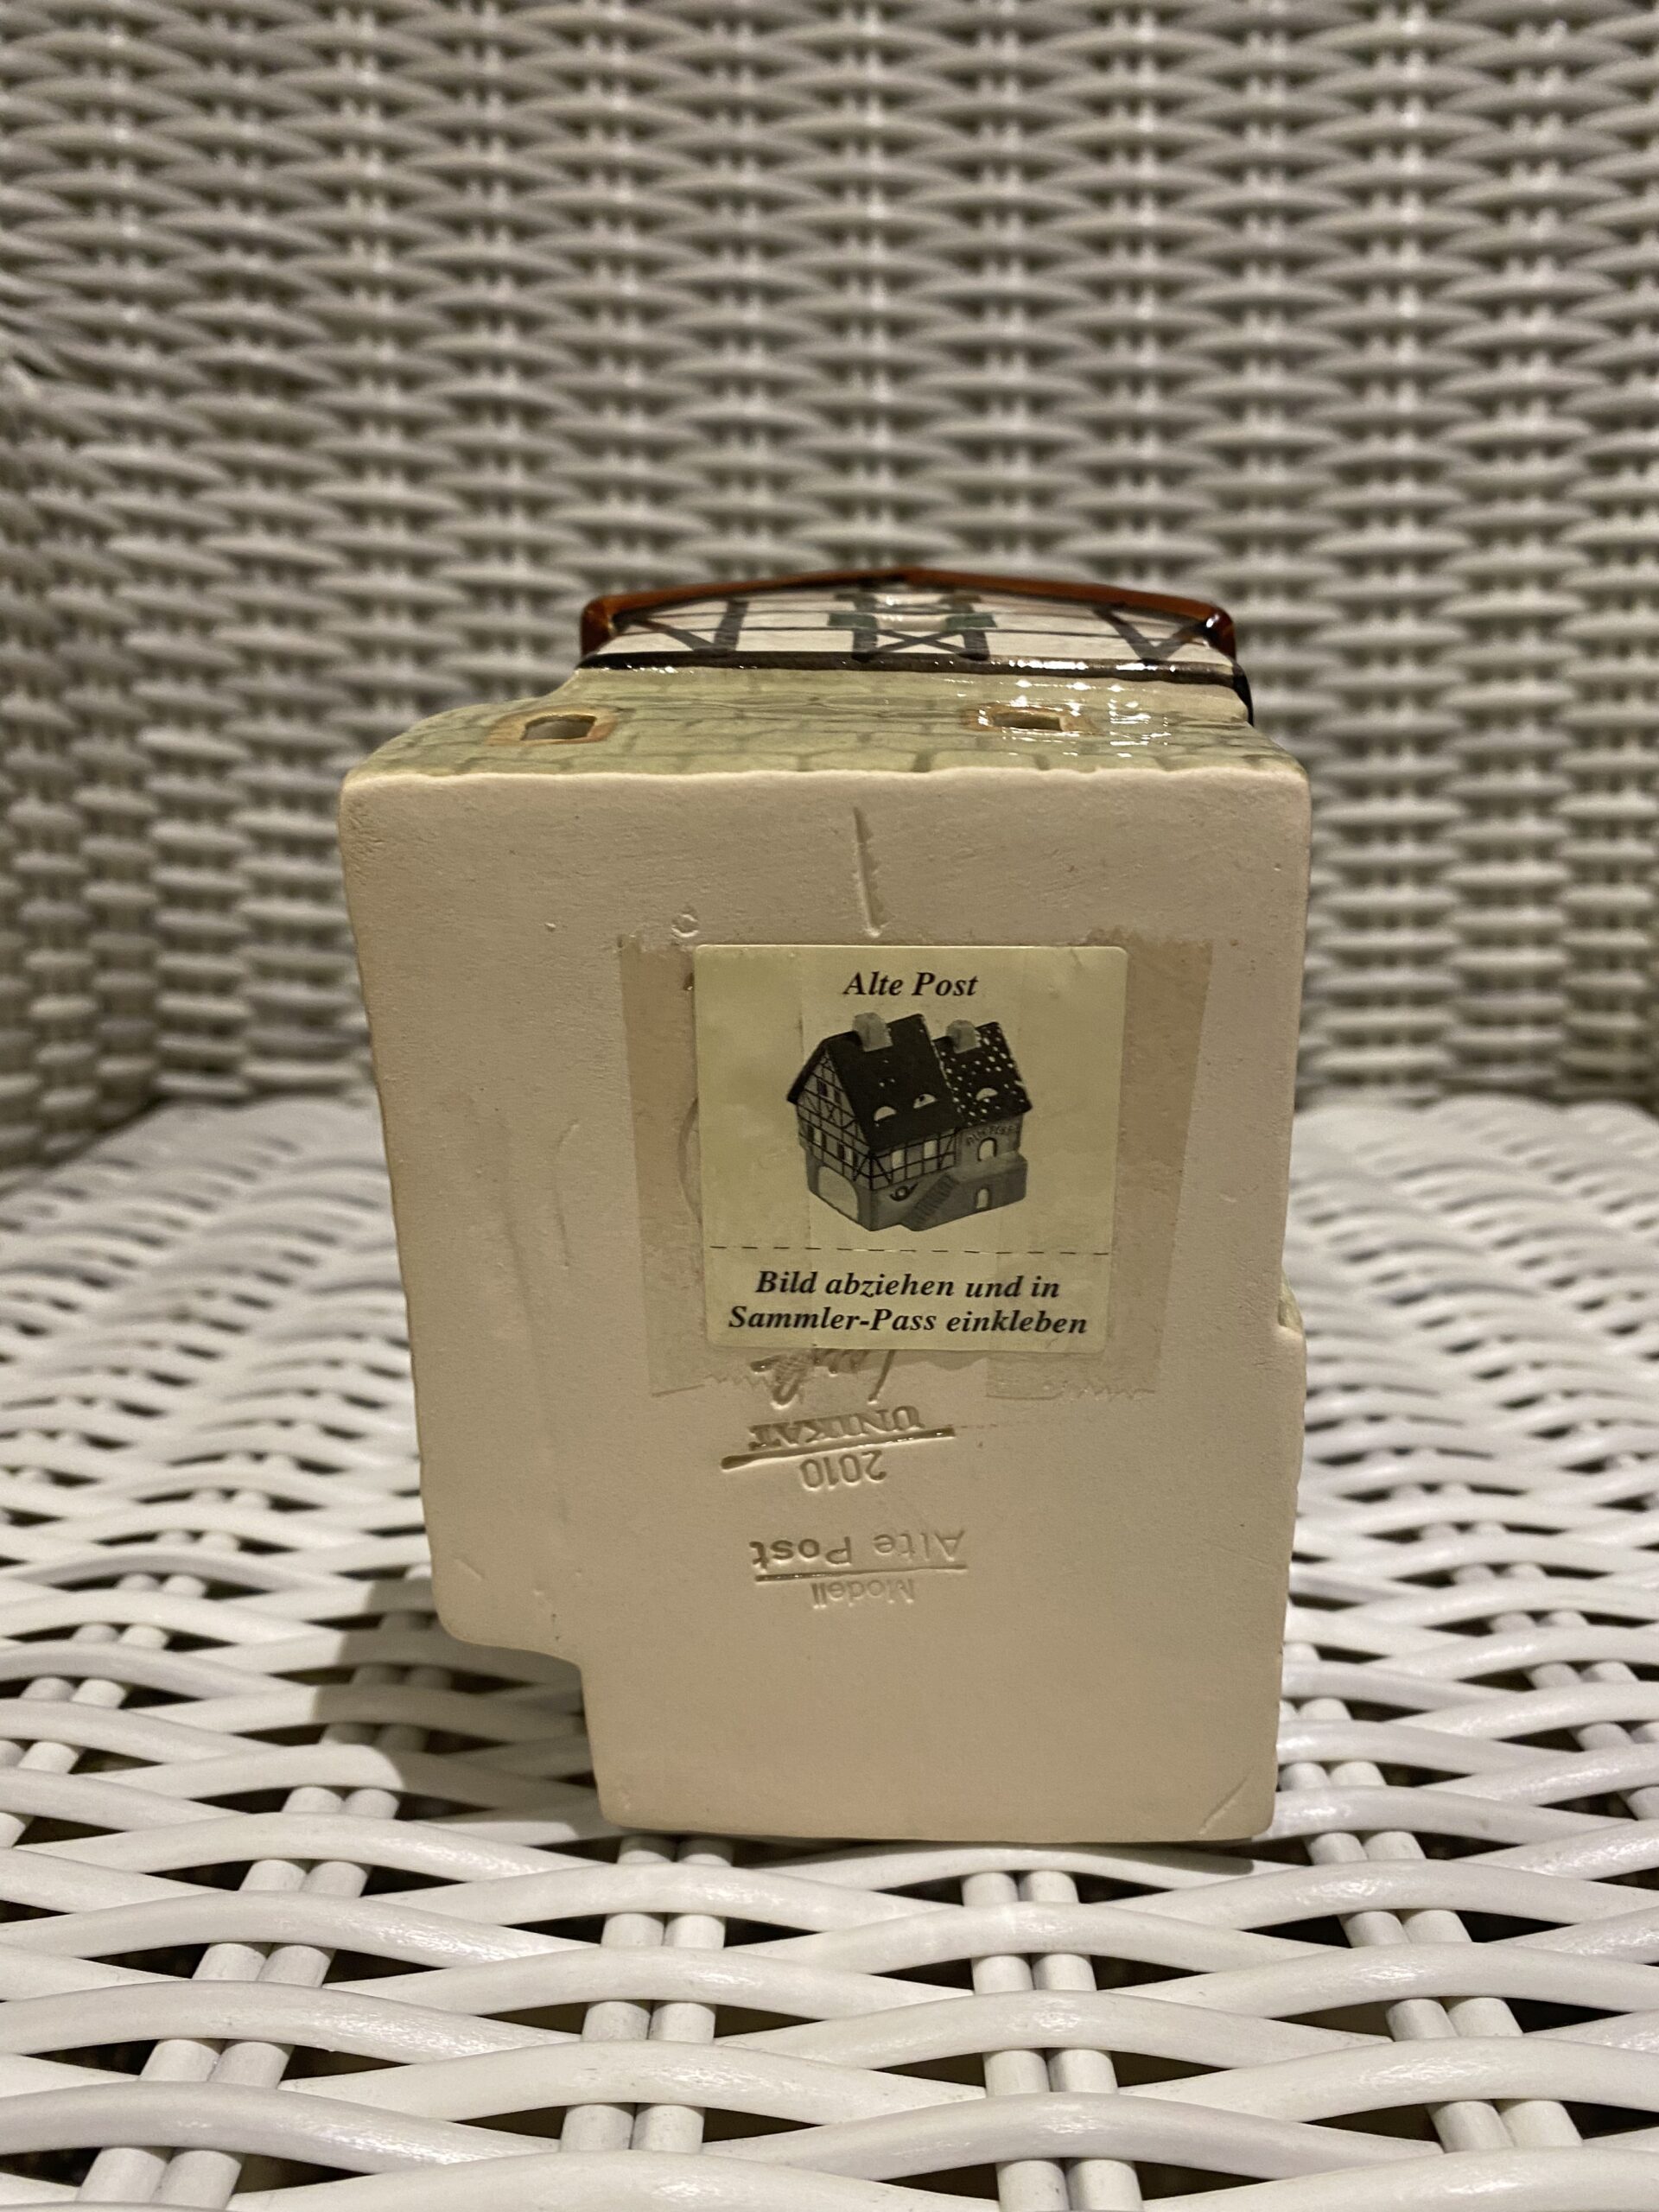 Alte Post
Bild abziehen und in
Sammler-Pass einkleben
UNIKAT
2010
Alte Post
Modell